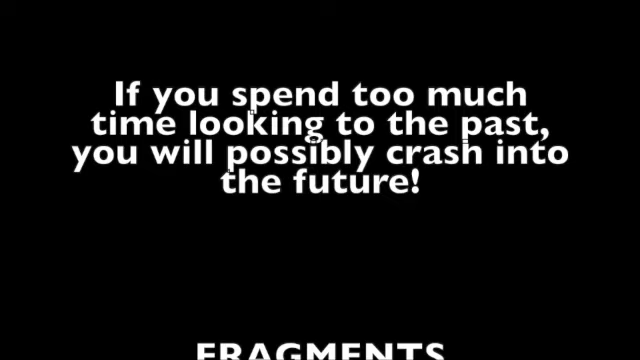 If you spend too much
time looking to the past,
you will possibly crash into
the future!
FRAGMENTS